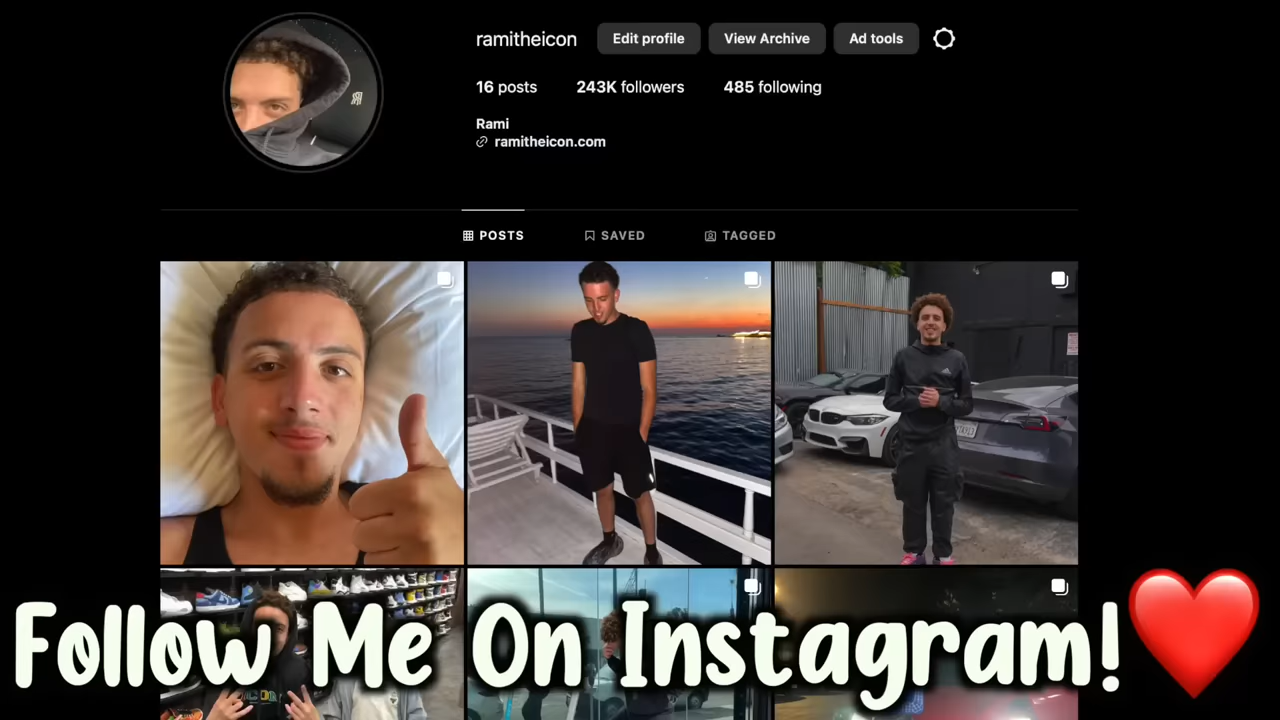 ramitheicon Edit profile View Archive Ad tools
16 posts 243K followers 485 following
Rami
ramitheicon.com
POSTS SAVED TAGGED
Follow Me On Instagram!